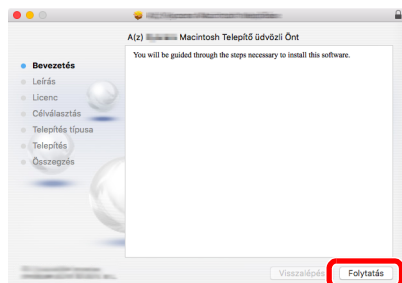 A(z) Macintosh Telepítő üdvözli Önt
You will be guided through the steps necessary to install this software.
Bevezetés
Leírás
Licenc
Célválasztás
Telepítés típusa
Telepítés
Összegzés
Visszalépés
Folytatás